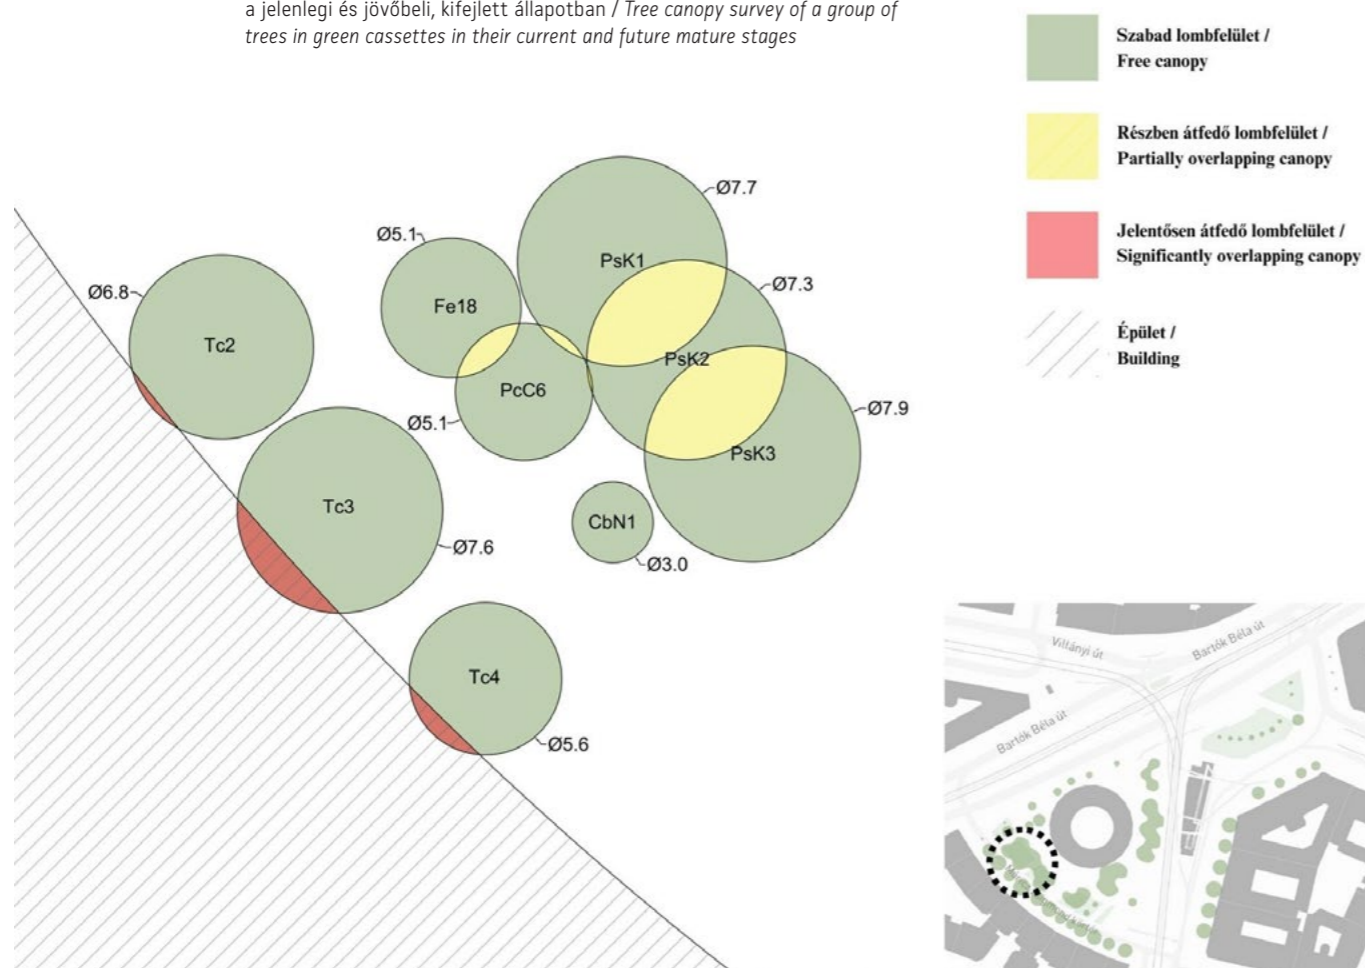 a jelenlegi és jövőbeli, kifejlett állapotban / Tree canopy survey of a group of
trees in green cassettes in their current and future mature stages
Szabad lombfelület /
Free canopy
Részben átfedő lombfelület /
Partially overlapping canopy
Jelentősen átfedő lombfelület /
Significantly overlapping canopy
Épület /
Building
Ø7.7
Ø5.1
PsK1
Ø7.3
Ø6.8
Fe18
Tc2
PsK2
PcC6
Ø7.9
Ø5.1
PsK3
Tc3
CbN1
Ø7.6
Ø3.0
Tc4
Ø5.6
Villányi út
Bartók Béla út
Bartók Béla út